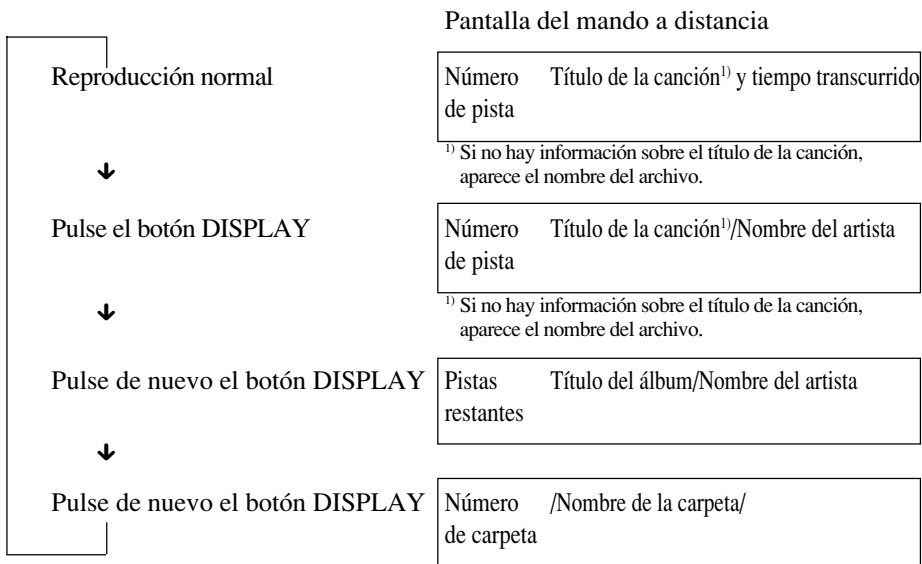 Pantalla del mando a distancia
Reproducción normal
Número Título de la canción1) y tiempo transcurrido
de pista
1) Si no hay información sobre el título de la canción,
aparece el nombre del archivo.
Pulse el botón DISPLAY
Número Título de la canción1)/Nombre del artista
de pista
1) Si no hay información sobre el título de la canción,
aparece el nombre del archivo.
Pulse de nuevo el botón DISPLAY
Pistas Título del álbum/Nombre del artista
restantes
Pulse de nuevo el botón DISPLAY
Número /Nombre de la carpeta/
de carpeta